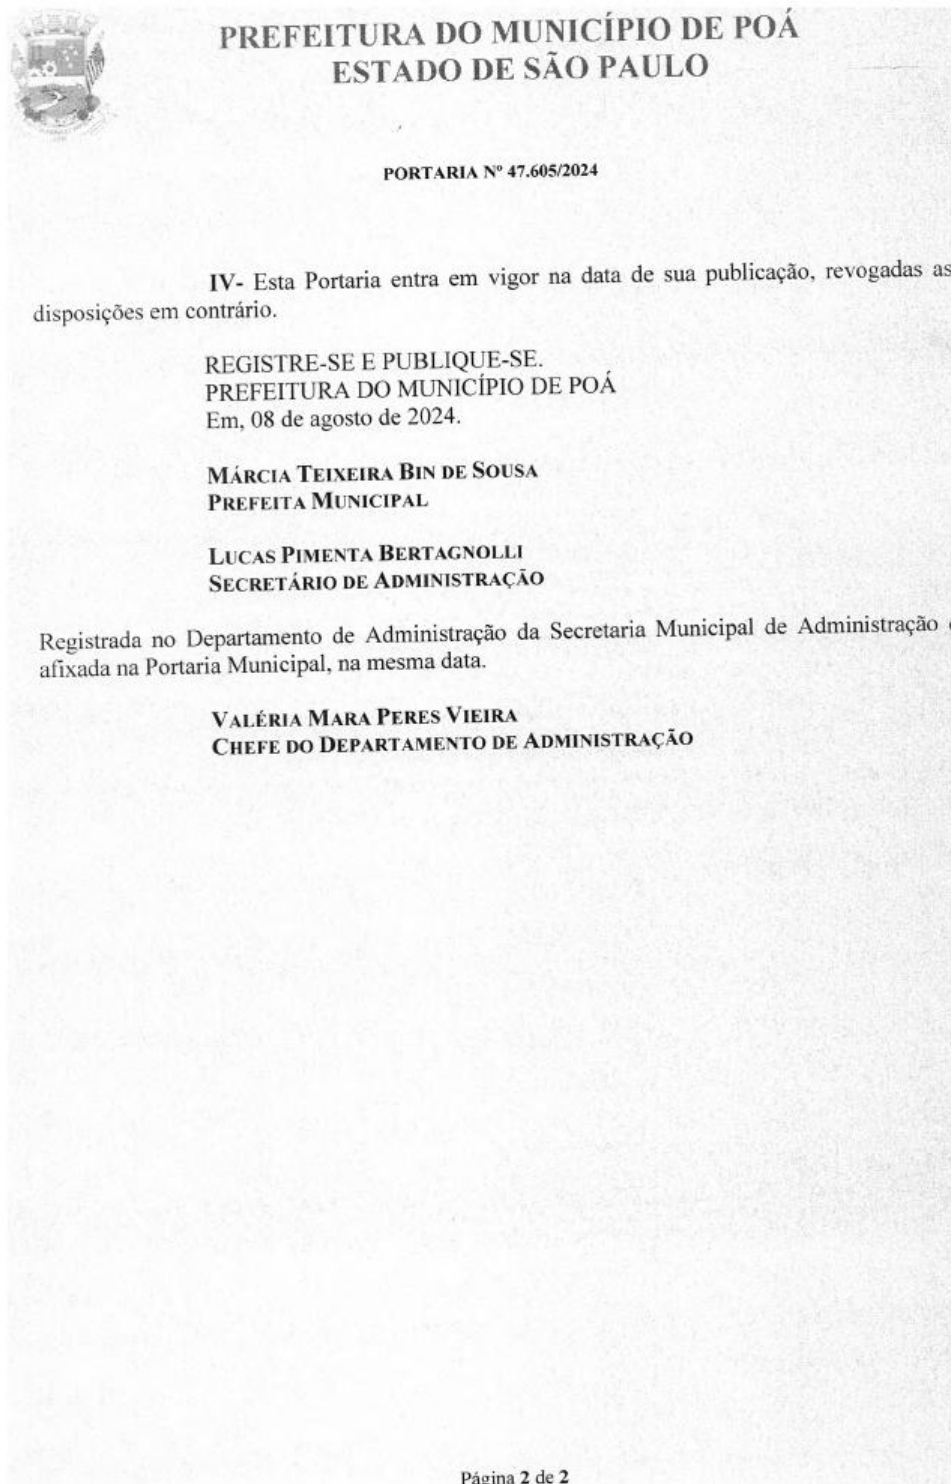 PREFEITURA DO MUNICÍPIO DE POÁ
ESTADO DE SÃO PAULO
PORTARIA Nº 47.605/2024
IV- Esta Portaria entra em vigor na data de sua publicação, revogadas as
disposições em contrário.
REGISTRE-SE E PUBLIQUE-SE.
PREFEITURA DO MUNICÍPIO DE POÁ
Em, 08 de agosto de 2024.
MÁRCIA TEIXEIRA BIN DE SOUSA
PREFEITA MUNICIPAL
LUCAS PIMENTA BERTAGNOLLI
SECRETÁRIO DE ADMINISTRAÇÃO
Registrada no Departamento de Administração da Secretaria Municipal de Administração
afixada na Portaria Municipal, na mesma data.
VALÉRIA MARA PERES VIEIRA
CHEFE DO DEPARTAMENTO DE ADMINISTRAÇÃO
Página 2 de 2